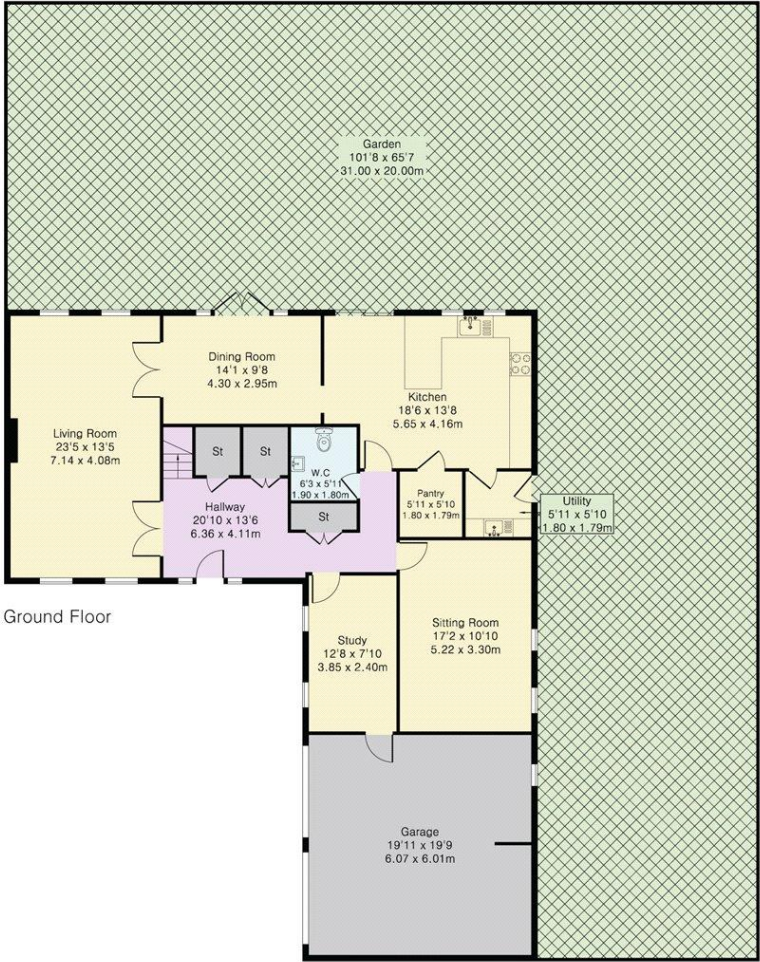 Garden
101'8 x 65'7
31.00 x 20.00m
Dining Room
14'1 x 9'8
4.30 x 2.95m
Kitchen
18'6 x 13'8
5.65 x 4.16m
Living Room
23'5 x 13'5
7.14 x 4.08m
St
St
W.C
6'3 x 5'11
1.90 x 1.80m
St
Hallway
20'10 x 13'6
6.36 x 4.11m
Pantry
5'11 x 5'10
1.80 x 1.79m
Utility
5'11 x 5'10
1.80 x 1.79m
Ground Floor
Study
12'8 x 7'10
3.85 x 2.40m
Sitting Room
17'2 x 10'10
5.22 x 3.30m
Garage
19'11 x 19'9
6.07 x 6.01m